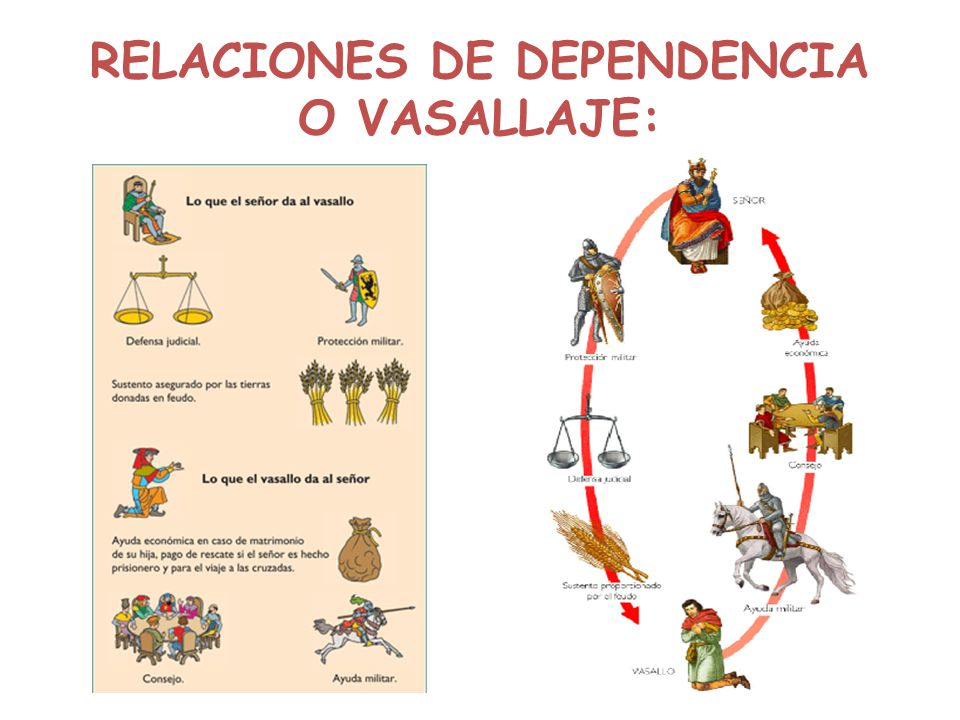 RELACIONES DE DEPENDENCIA
O VASALLAJE:
Lo que el señor da al vasallo
Defensa judicial.
Protección militar.
Sustento asegurado por las tierras
donadas en feudo.
Lo que el vasallo da al señor
Ayuda económica en caso de matrimonio
de su hija, pago de rescate si el señor es hecho
prisionero y para el viaje a las cruzadas.
Consejo.
Ayuda militar.
SEÑOR
Protección militar
Defensa judicial
Sustento proporcionado
por el feudo
Ayuda
económica
Consejo
Ayuda militar
VASALLO